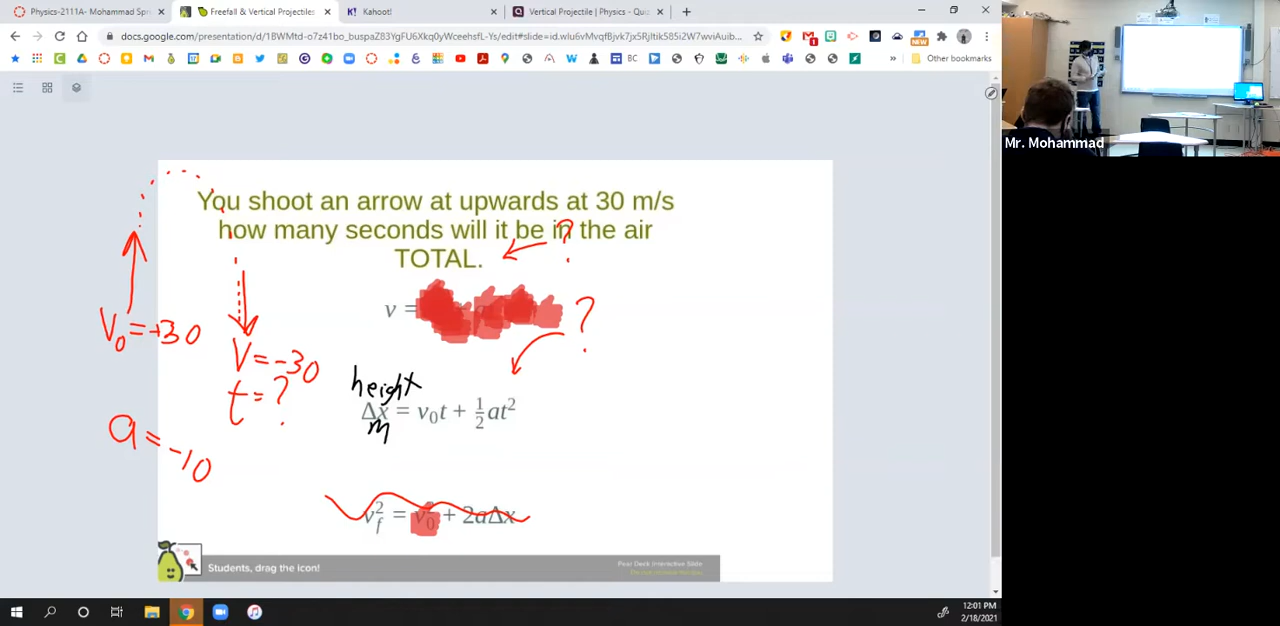 Physics-2111A- Mohammad Spr
Freefall & Vertical Projectiles
Kahoot!
Vertical Projectile | Physics - Qui
docs.google.com/presentation/d/1BWMtd-o7z41bo_buspaZ83YgFU6Xkq0yWceehsfL-Ys/edit#slide=id.wlu6vMvqfBjvk7jx5RjItik585i2W7wviAuib...
Other bookmarks
Mr. Mohammad
You shoot an arrow at upwards at 30 m/s
how many seconds will it be in the air
TOTAL.
?
v =
?
V₀ = +30
V = -30
t = ?
a = -10
height
Δx = v₀t + ½at²
m
v_f² = v₀² + 2aΔx
Students, drag the icon!
Pear Deck Interactive Slide
12:01 PM
2/18/2021